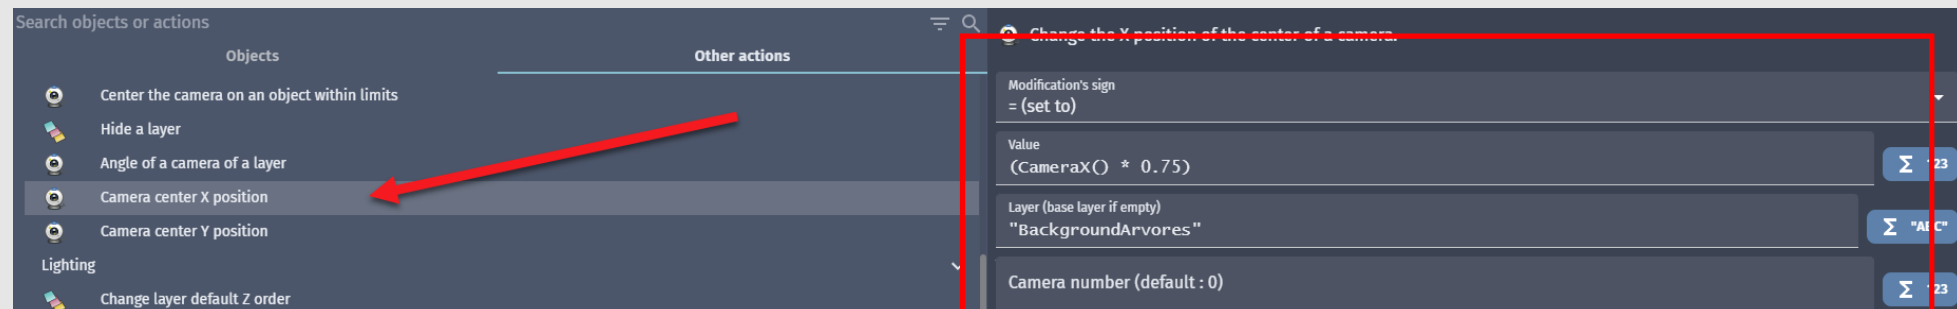 Search objects or actions
Objects
Other actions
Center the camera on an object within limits
Hide a layer
Angle of a camera of a layer
Camera center X position
Camera center Y position
Lighting
Change layer default Z order
Change the X position of the center of a camera.
Modification's sign
= (set to)
Value
(CameraX() * 0.75)
Σ 123
Layer (base layer if empty)
"BackgroundArvores"
Σ "ABC"
Camera number (default : 0)
Σ 123